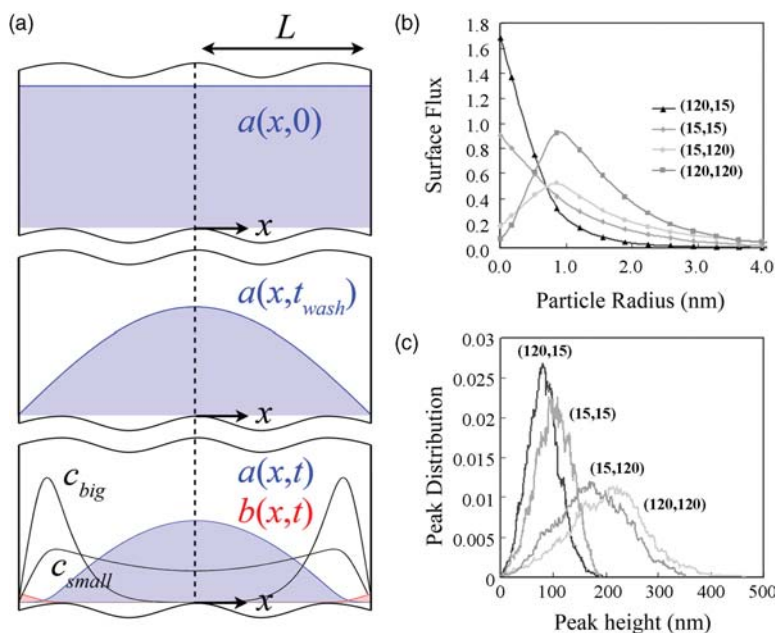 (a)
L
a(x,0)
x
a(x,t_wash)
x
c_big
a(x,t)
b(x,t)
c_small
x
(b)
Surface Flux
1.8
1.6
1.4
1.2
1.0
0.8
0.6
0.4
0.2
0.0
(120,15)
(15,15)
(15,120)
(120,120)
0.0 1.0 2.0 3.0 4.0
Particle Radius (nm)
(c)
Peak Distribution
0.03
0.025
0.02
0.015
0.01
0.005
0
(120,15)
(15,15)
(15,120)
(120,120)
0 100 200 300 400 500
Peak height (nm)